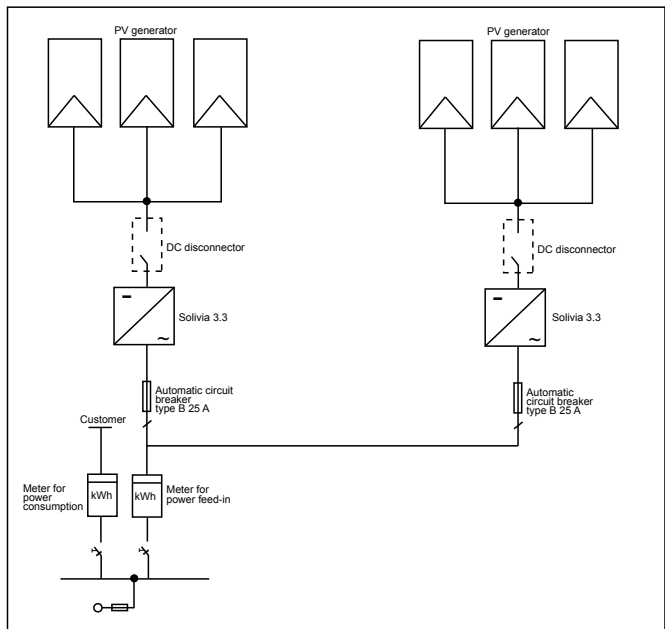 PV generator
PV generator
DC disconnector
DC disconnector
Solivia 3.3
Solivia 3.3
Automatic circuit
breaker
type B 25 A
Automatic
circuit breaker
type B 25 A
Customer
Meter for
power
consumption
kWh
kWh
Meter for
power feed-in